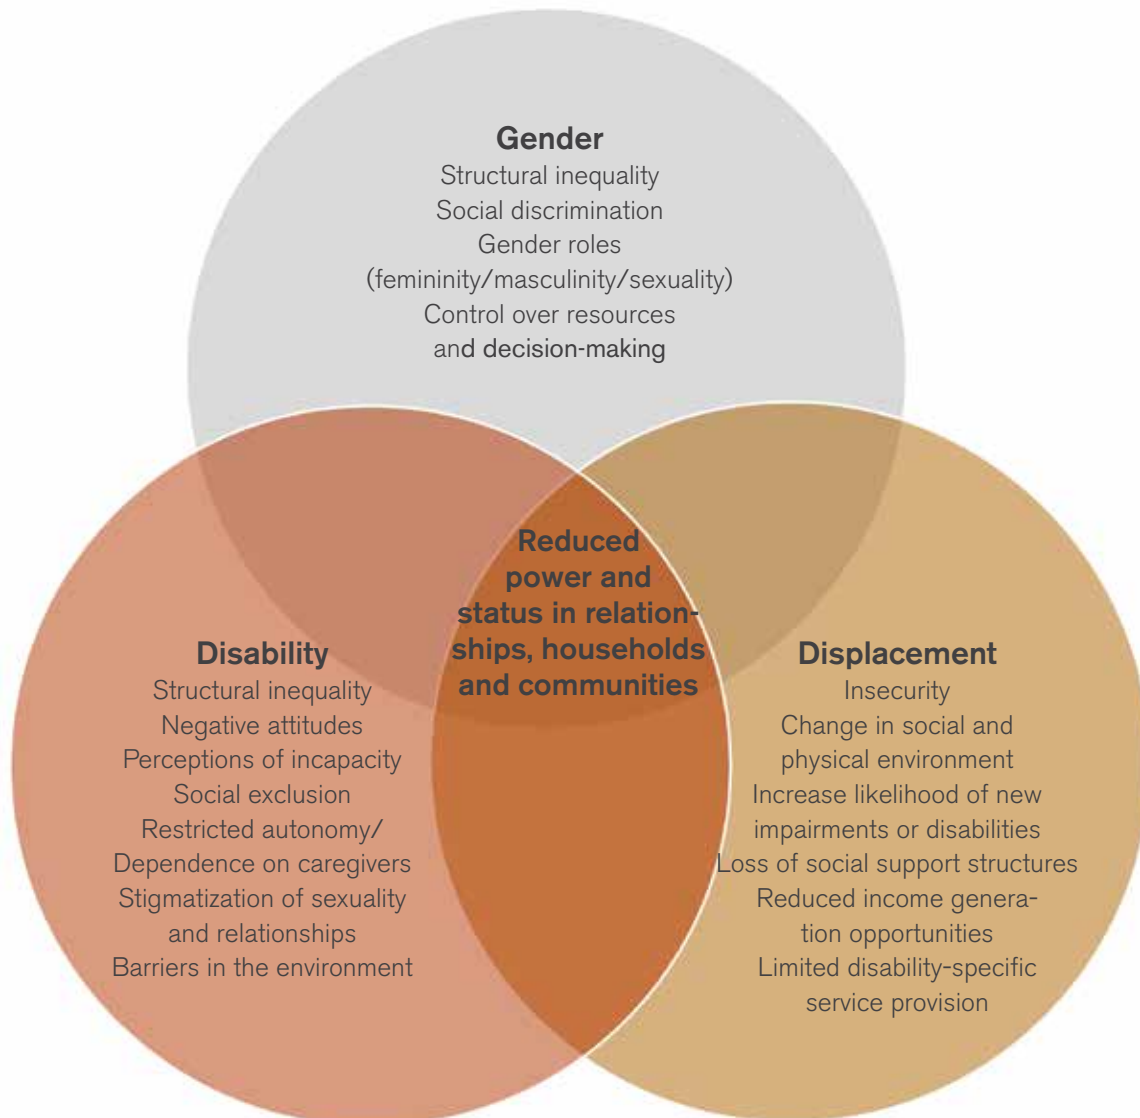 Gender
Structural inequality
Social discrimination
Gender roles
(femininity/masculinity/sexuality)
Control over resources
and decision-making
Reduced
power and
status in relation-
ships, households
and communities
Disability
Structural inequality
Negative attitudes
Perceptions of incapacity
Social exclusion
Restricted autonomy/
Dependence on caregivers
Stigmatization of sexuality
and relationships
Barriers in the environment
Displacement
Insecurity
Change in social and
physical environment
Increase likelihood of new
impairments or disabilities
Loss of social support structures
Reduced income genera-
tion opportunities
Limited disability-specific
service provision